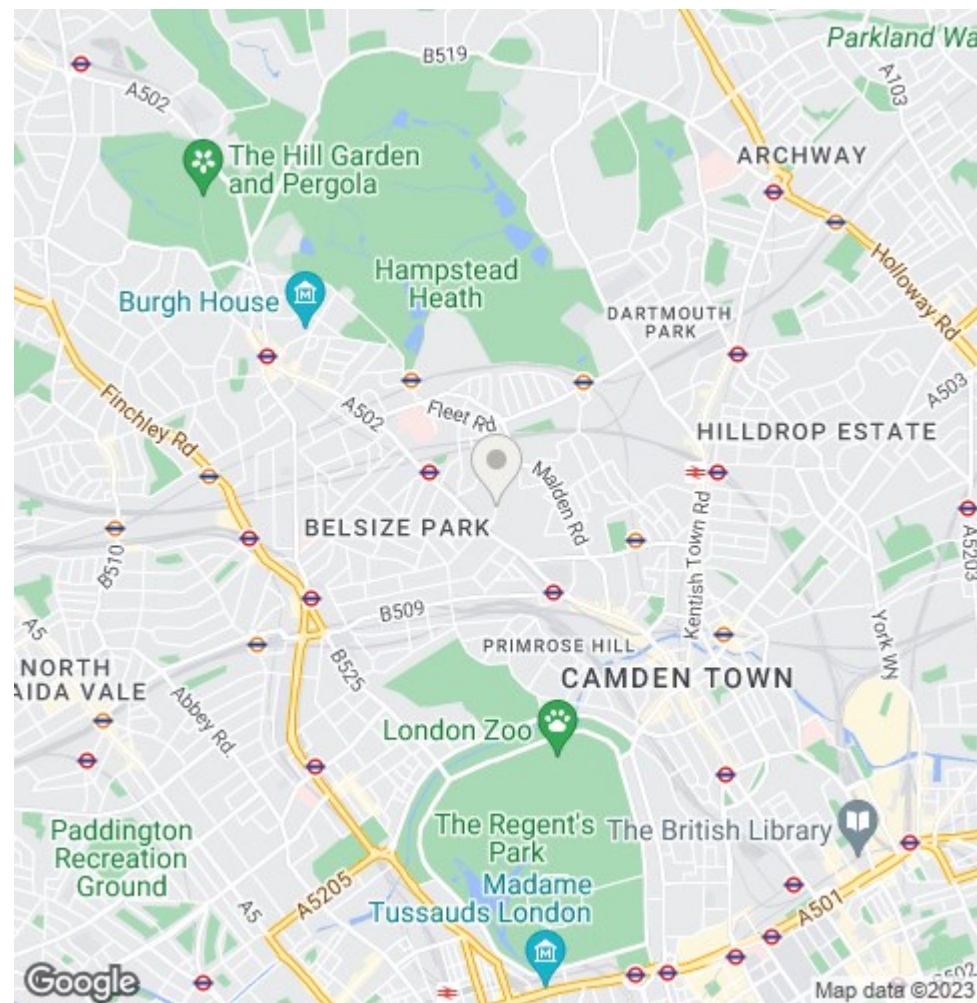 Parkland Wa
B519
A502
A103
The Hill Garden
and Pergola
ARCHWAY
Hampstead
Heath
Burgh House
Holloway Rd
DARTMOUTH
PARK
A502
Fleet Rd
A503
Finchley Rd
HILLDROP ESTATE
Malden Rd
BELSIZE PARK
B510
Kentish Town Rd
A5203
B509
A5
York WN
PRIMROSE HILL
NORTH
AIDA VALE
B525
CAMDEN TOWN
Abbey Rd.
London Zoo
Paddington
Recreation
Ground
The Regent's
Park
The British Library
Madame
Tussauds London
A5205
A5
A501
Google
B502
Map data ©2023